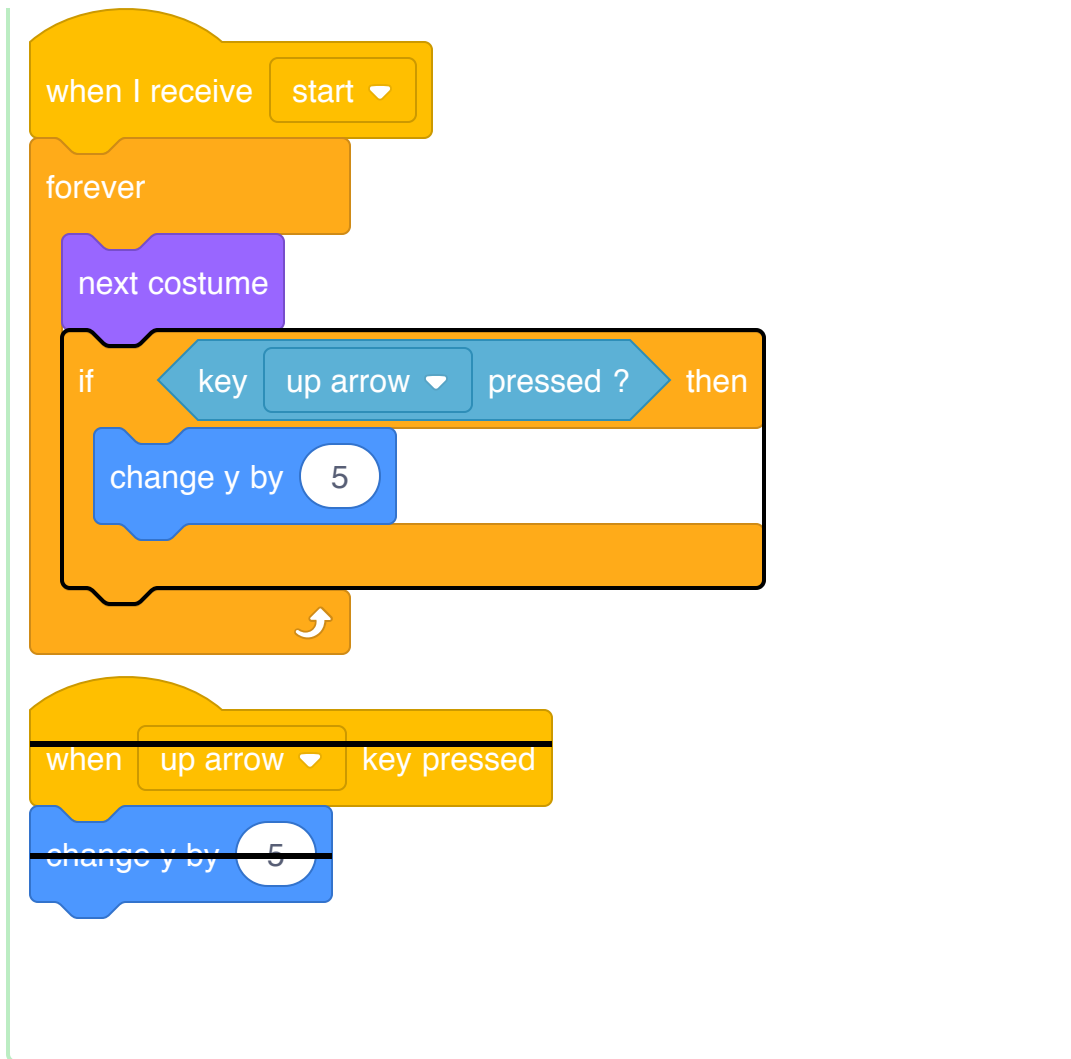 when I receive start
forever
next costume
if key up arrow pressed ? then
change y by 5
when up arrow key pressed
change y by 5